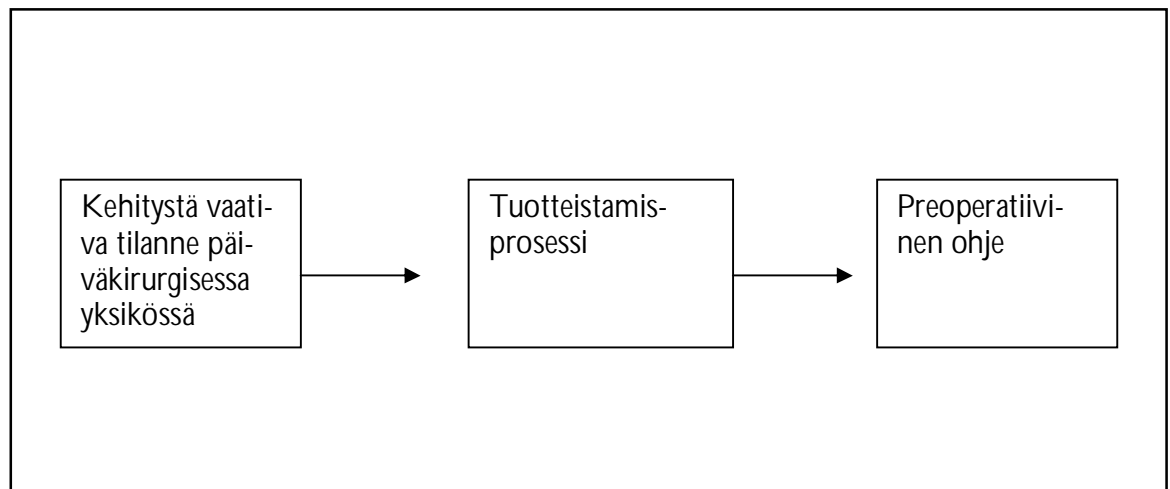 Kehitystä vaati-
va tilanne päi-
väkirurgisessa
yksikössä
Tuotteistamis-
prosessi
Preoperatiivi-
nen ohje